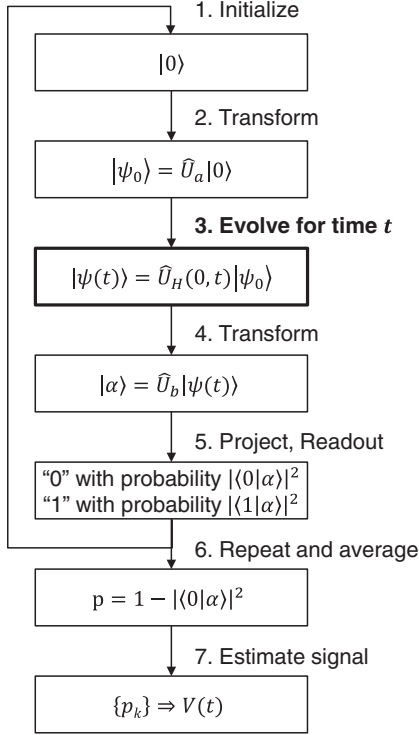 1. Initialize
|0⟩
2. Transform
|ψ₀⟩ = Û_a|0⟩
3. Evolve for time t
|ψ(t)⟩ = Û_H(0, t)|ψ₀⟩
4. Transform
|α⟩ = Û_b|ψ(t)⟩
5. Project, Readout
“0” with probability |⟨0|α⟩|²
“1” with probability |⟨1|α⟩|²
6. Repeat and average
p = 1 − |⟨0|α⟩|²
7. Estimate signal
{p_k} ⇒ V(t)